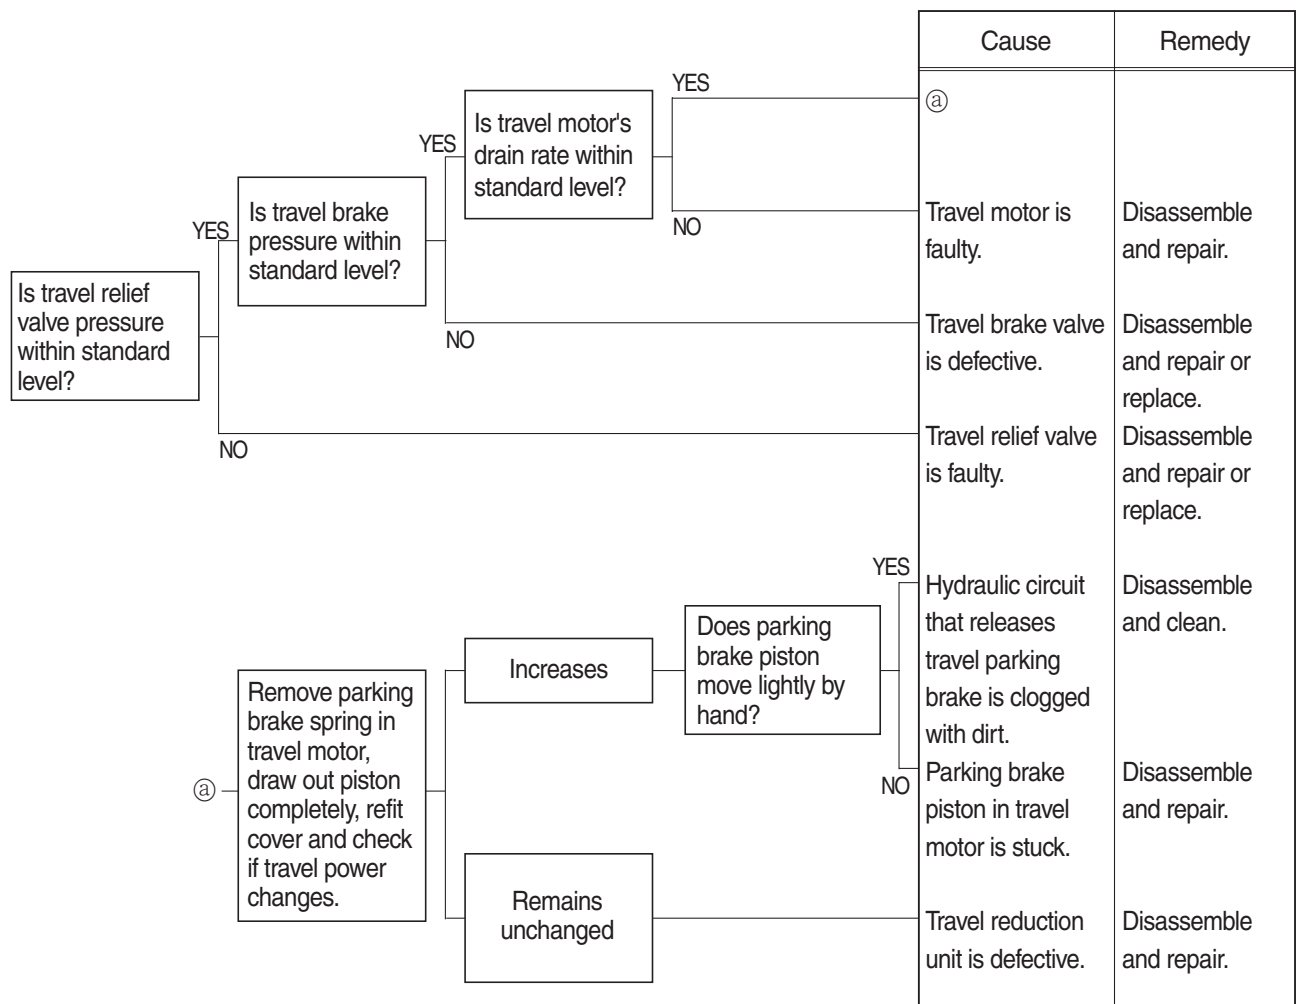 Cause
Remedy
YES
ⓐ
Is travel motor's
drain rate within
standard level?
YES
NO
Travel motor is
faulty.
Disassemble
and repair.
Is travel brake
pressure within
standard level?
YES
NO
Travel brake valve
is defective.
Disassemble
and repair or
replace.
Is travel relief
valve pressure
within standard
level?
NO
Travel relief valve
is faulty.
Disassemble
and repair or
replace.
YES
Hydraulic circuit
that releases
travel parking
brake is clogged
with dirt.
Disassemble
and clean.
Does parking
brake piston
move lightly by
hand?
Increases
ⓐ
Remove parking
brake spring in
travel motor,
draw out piston
completely, refit
cover and check
if travel power
changes.
NO
Parking brake
piston in travel
motor is stuck.
Disassemble
and repair.
Remains
unchanged
Travel reduction
unit is defective.
Disassemble
and repair.